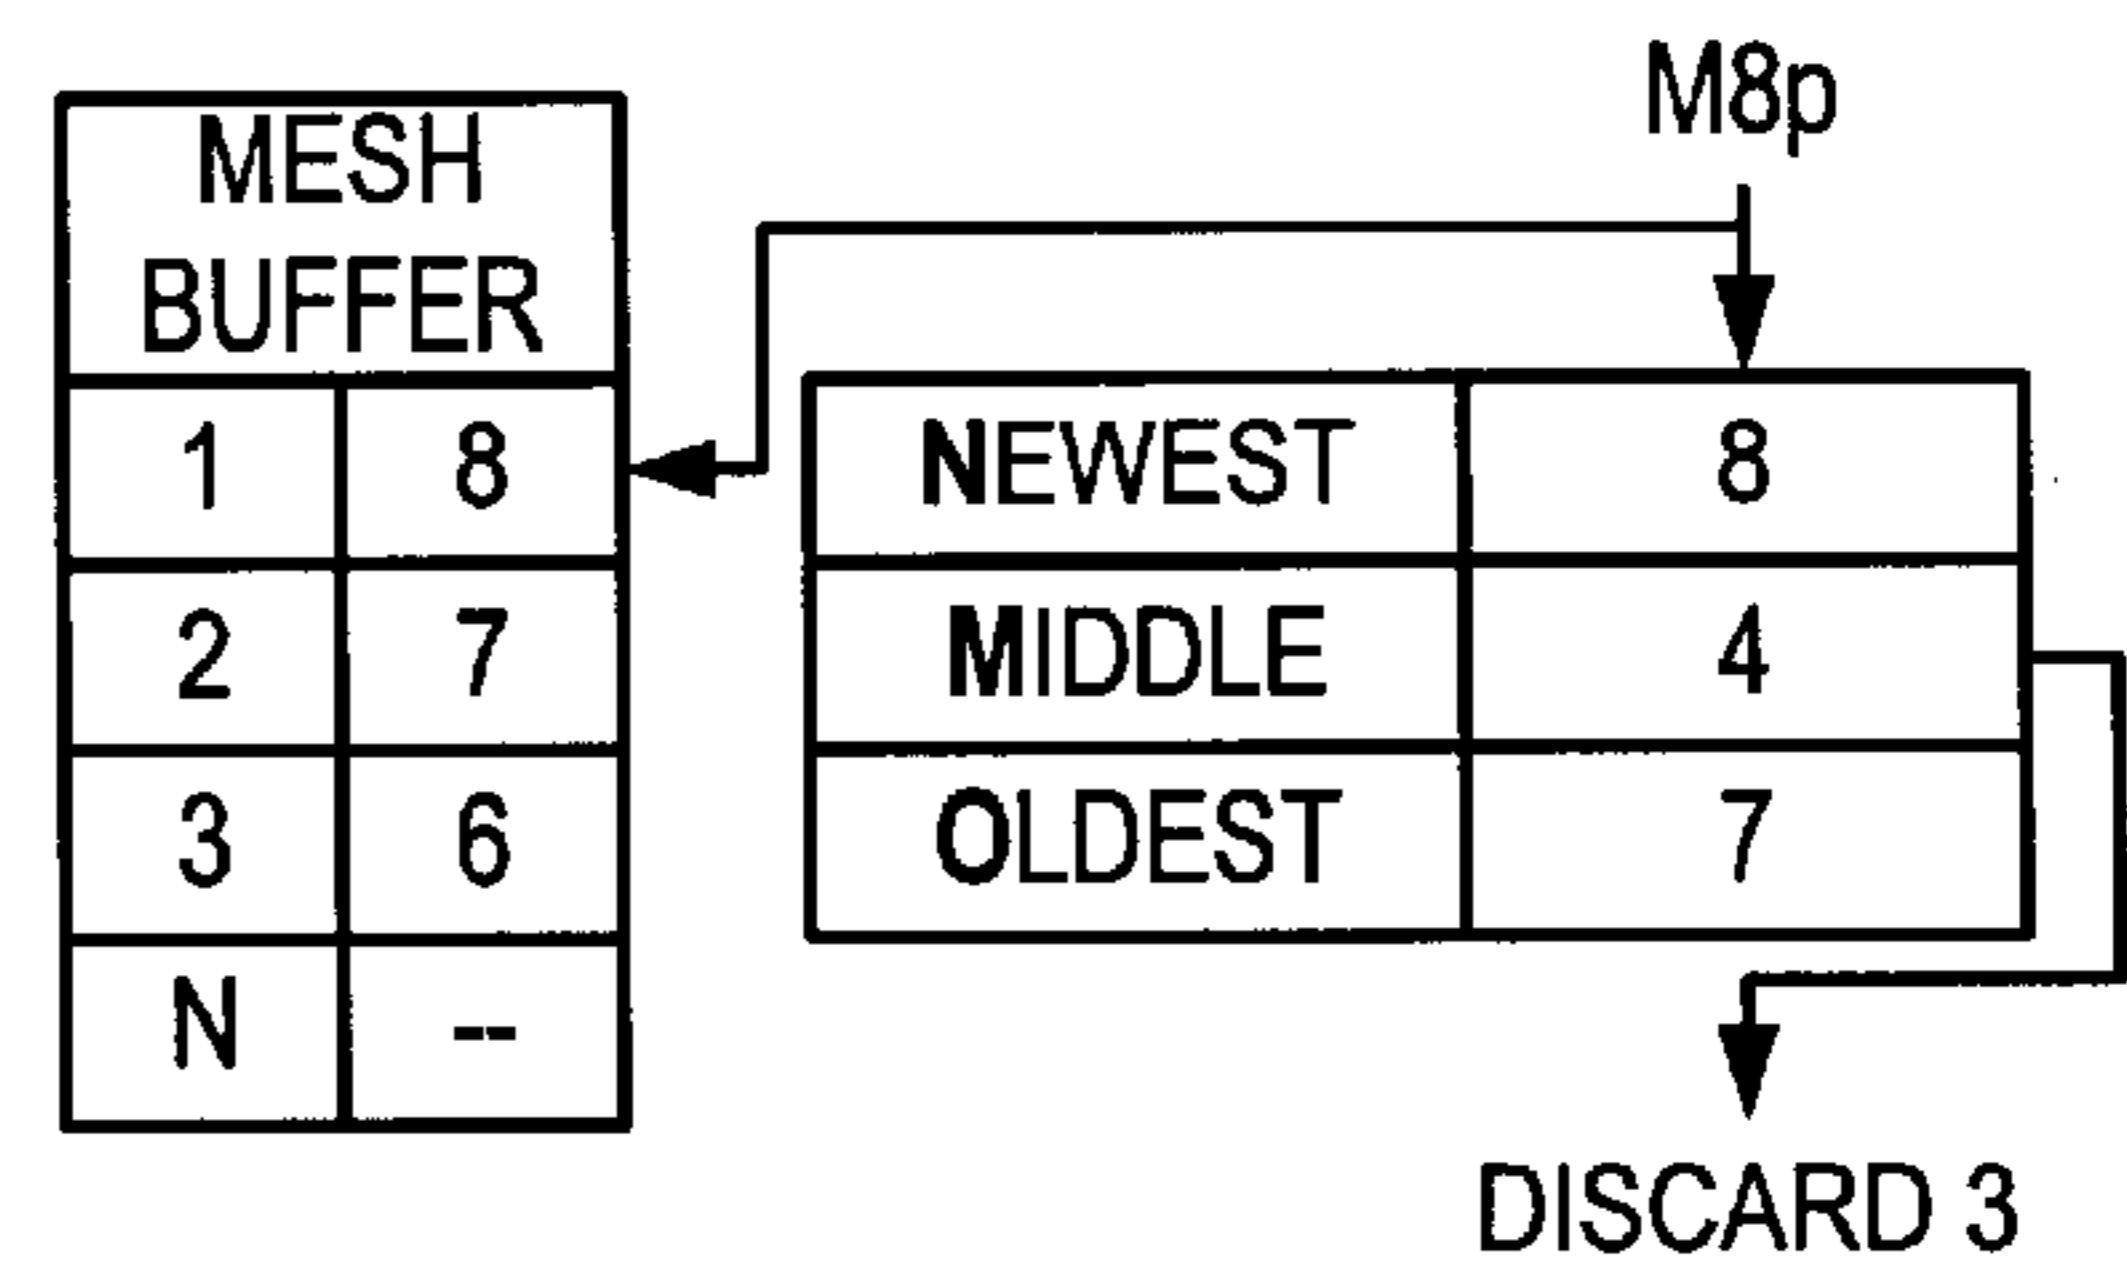 M8p
MESH
BUFFER
1 8
2 7
3 6
N --
NEWEST 8
MIDDLE 4
OLDEST 7
DISCARD 3